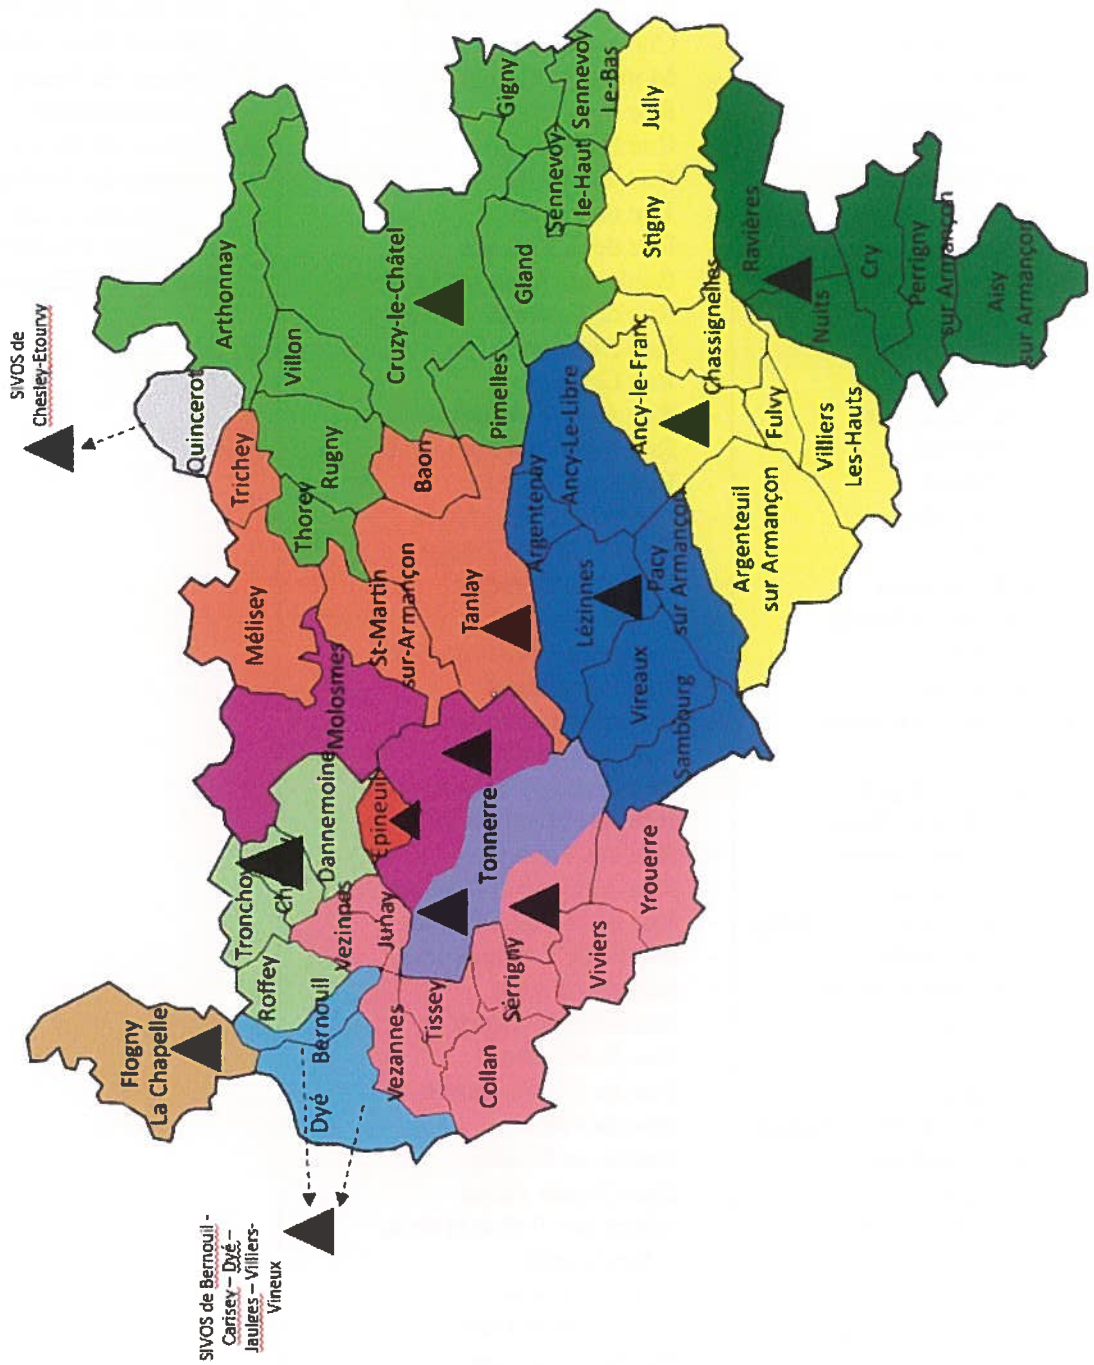 SIVOS de
Chesley-Etourvy
Flogny
La Chapelle
Quincerot
Arthonnay
SIVOS de Bernouil -
Carisey – Dyé –
Jaulges – Villiers-
Vineux
Tronchoy
Trichey
Mélisey
Roffey
Villon
Thorey
Rugny
Dyé
Bernouil
Dannemoine
Molosmes
Vezinnes
Junay
Epineuil
St-Martin
sur-Armançon
Baon
Cruzy-le-Châtel
Vezannes
Tissey
Tonnerre
Tanlay
Pimelles
Gland
Gigny
Collan
Sérrigny
Argentenay
Ancy-Le-Libre
Sennevoy-
le-Haut
Sennevoy
Le-Bas
Viviers
Lézinnes
Yrouerre
Vireaux
Pacy
sur Armançon
Sambourg
Ancy-le-Franc
Stigny
Jully
Chassignelles
Argenteuil
sur Armançon
Fulvy
Villiers
Les-Hauts
Ravières
Nuits
Cry
Perrigny
sur Armançon
Aisy
sur Armançon